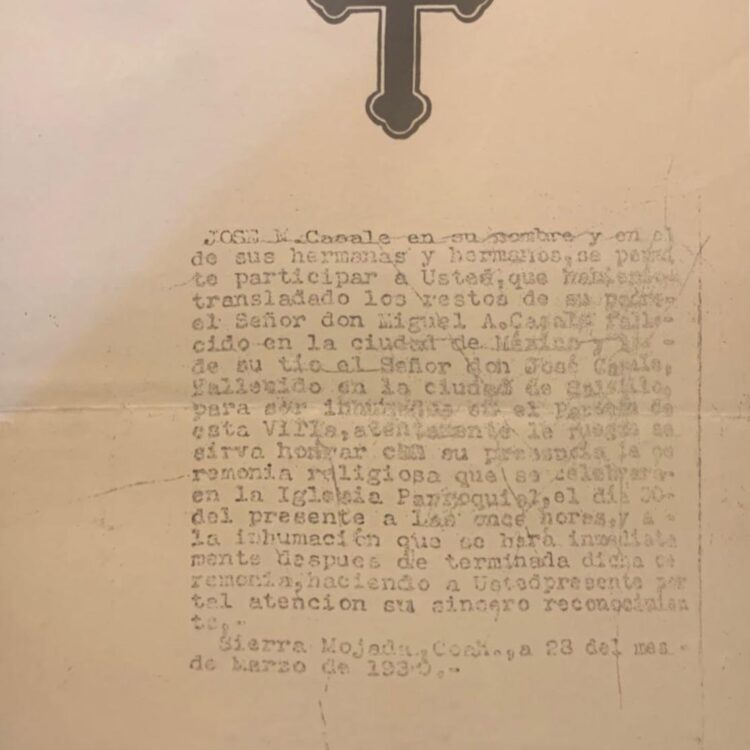 JOSE M.Casale en su nombre y en el
de sus hermanas y hermanos,se permi
te participar a Usted,que habiendo-
transladado los restos de su padre-
el Señor don Miguel A.Casale falle-
cido en la ciudad de México y los -
de su tio el Señor don José Casale,
fallecido en la ciudad de Saltillo,
para ser inhumados en el Panteón de
esta Villa,atentamente le ruega se
sirva honrar con su presencia la ce
remonia religiosa que se celebrará-
en la Iglesia Parroquial,el día 30-
del presente a las once horas,y a -
la inhumación que se hará inmediata
mente despues de terminada dicha ce
remonia,haciendo a Ustedpresente por
tal atencion su sincero reconocimien
to.-
Sierra Mojada,Coah.,a 23 del mes -
de Marzo de